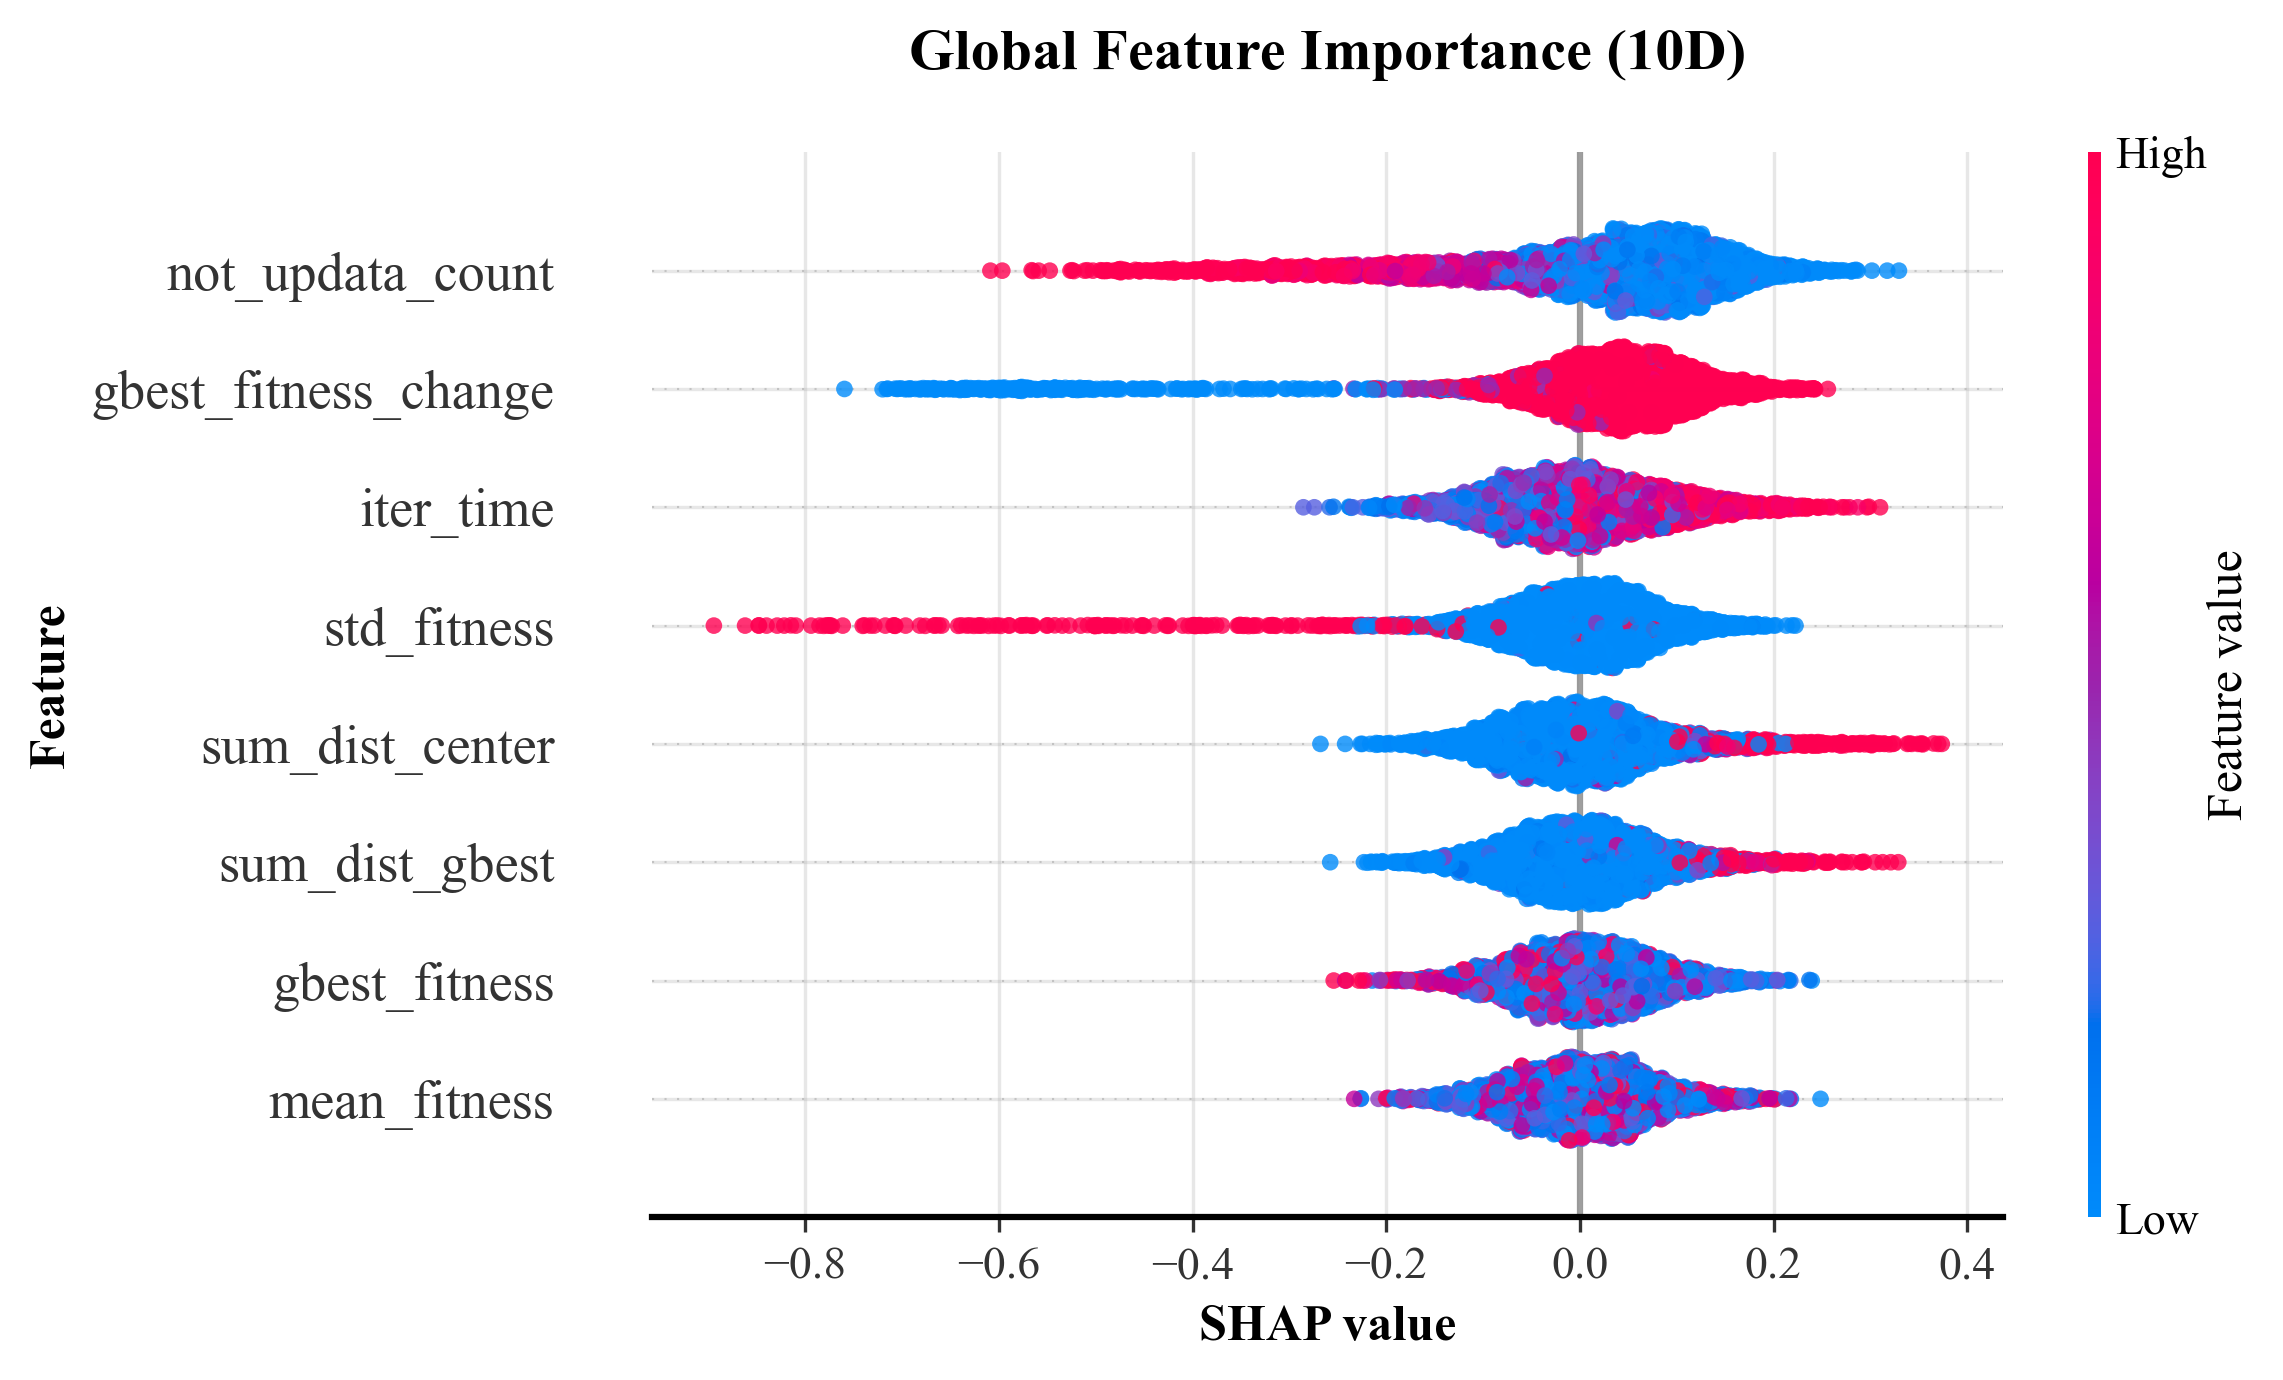 Global Feature Importance (10D)
High
not_updata_count
gbest_fitness_change
iter_time
std_fitness
sum_dist_center
sum_dist_gbest
gbest_fitness
mean_fitness
Feature
Feature value
Low
−0.8 −0.6 −0.4 −0.2 0.0 0.2 0.4
SHAP value